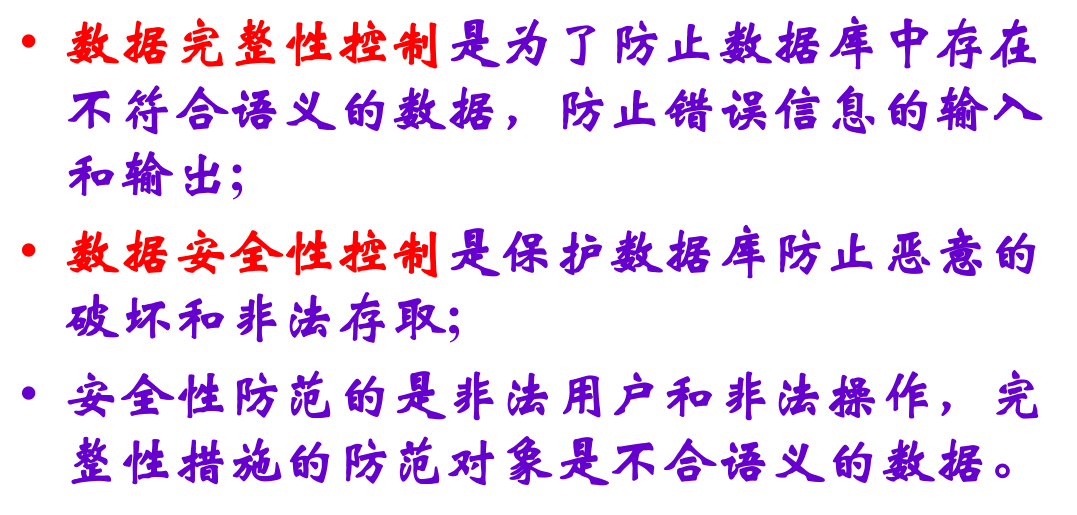 • 数据完整性控制是为了防止数据库中存在
不符合语义的数据，防止错误信息的输入
和输出;
• 数据安全性控制是保护数据库防止恶意的
破坏和非法存取;
• 安全性防范的是非法用户和非法操作，完
整性措施的防范对象是不合语义的数据。